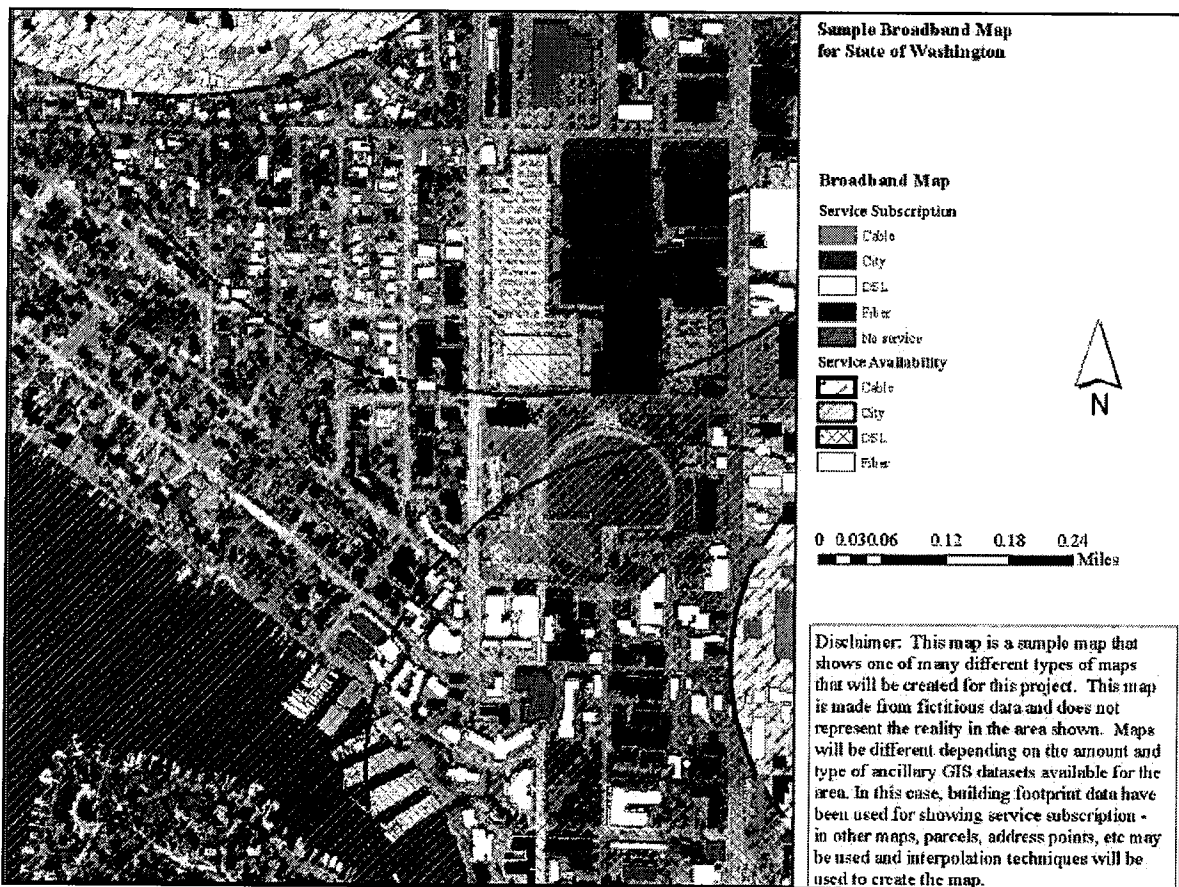 Sample Broadband Map
for State of Washington
Broadband Map
Service Subscription
Cable
City
DSL
Fiber
No service
Service Availability
Cable
City
DSL
Fiber
N
0 0.030.06 0.12 0.18 0.24
Miles
Disclaimer: This map is a sample map that
shows one of many different types of maps
that will be created for this project. This map
is made from fictitious data and does not
represent the reality in the area shown. Maps
will be different depending on the amount and
type of ancillary GIS datasets available for the
area. In this case, building footprint data have
been used for showing service subscription -
in other maps, parcels, address points, etc may
be used and interpolation techniques will be
used to create the map.